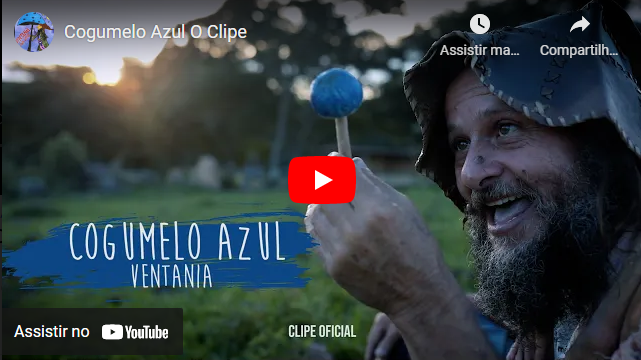 Cogumelo Azul O Clipe
Assistir ma...
Compartilh...
COGUMELO AZUL
VENTANIA
CLIPE OFICIAL
Assistir no YouTube